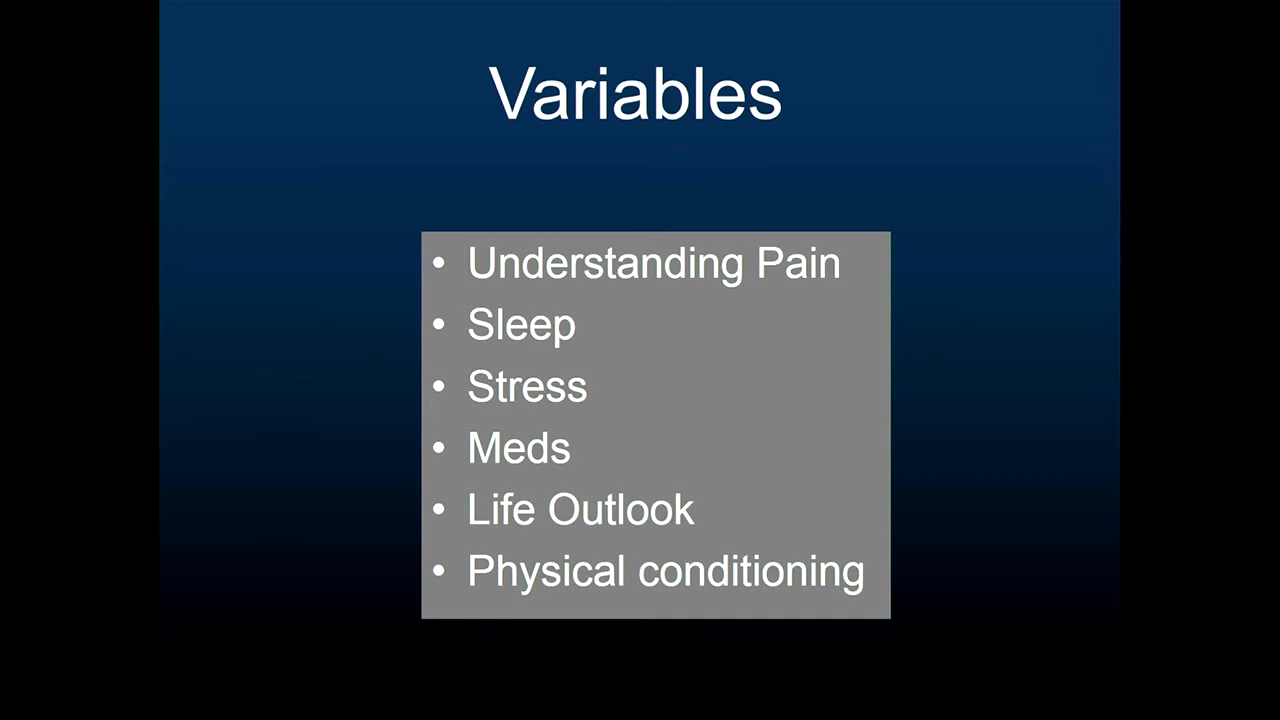 Variables
• Understanding Pain
• Sleep
• Stress
• Meds
• Life Outlook
• Physical conditioning